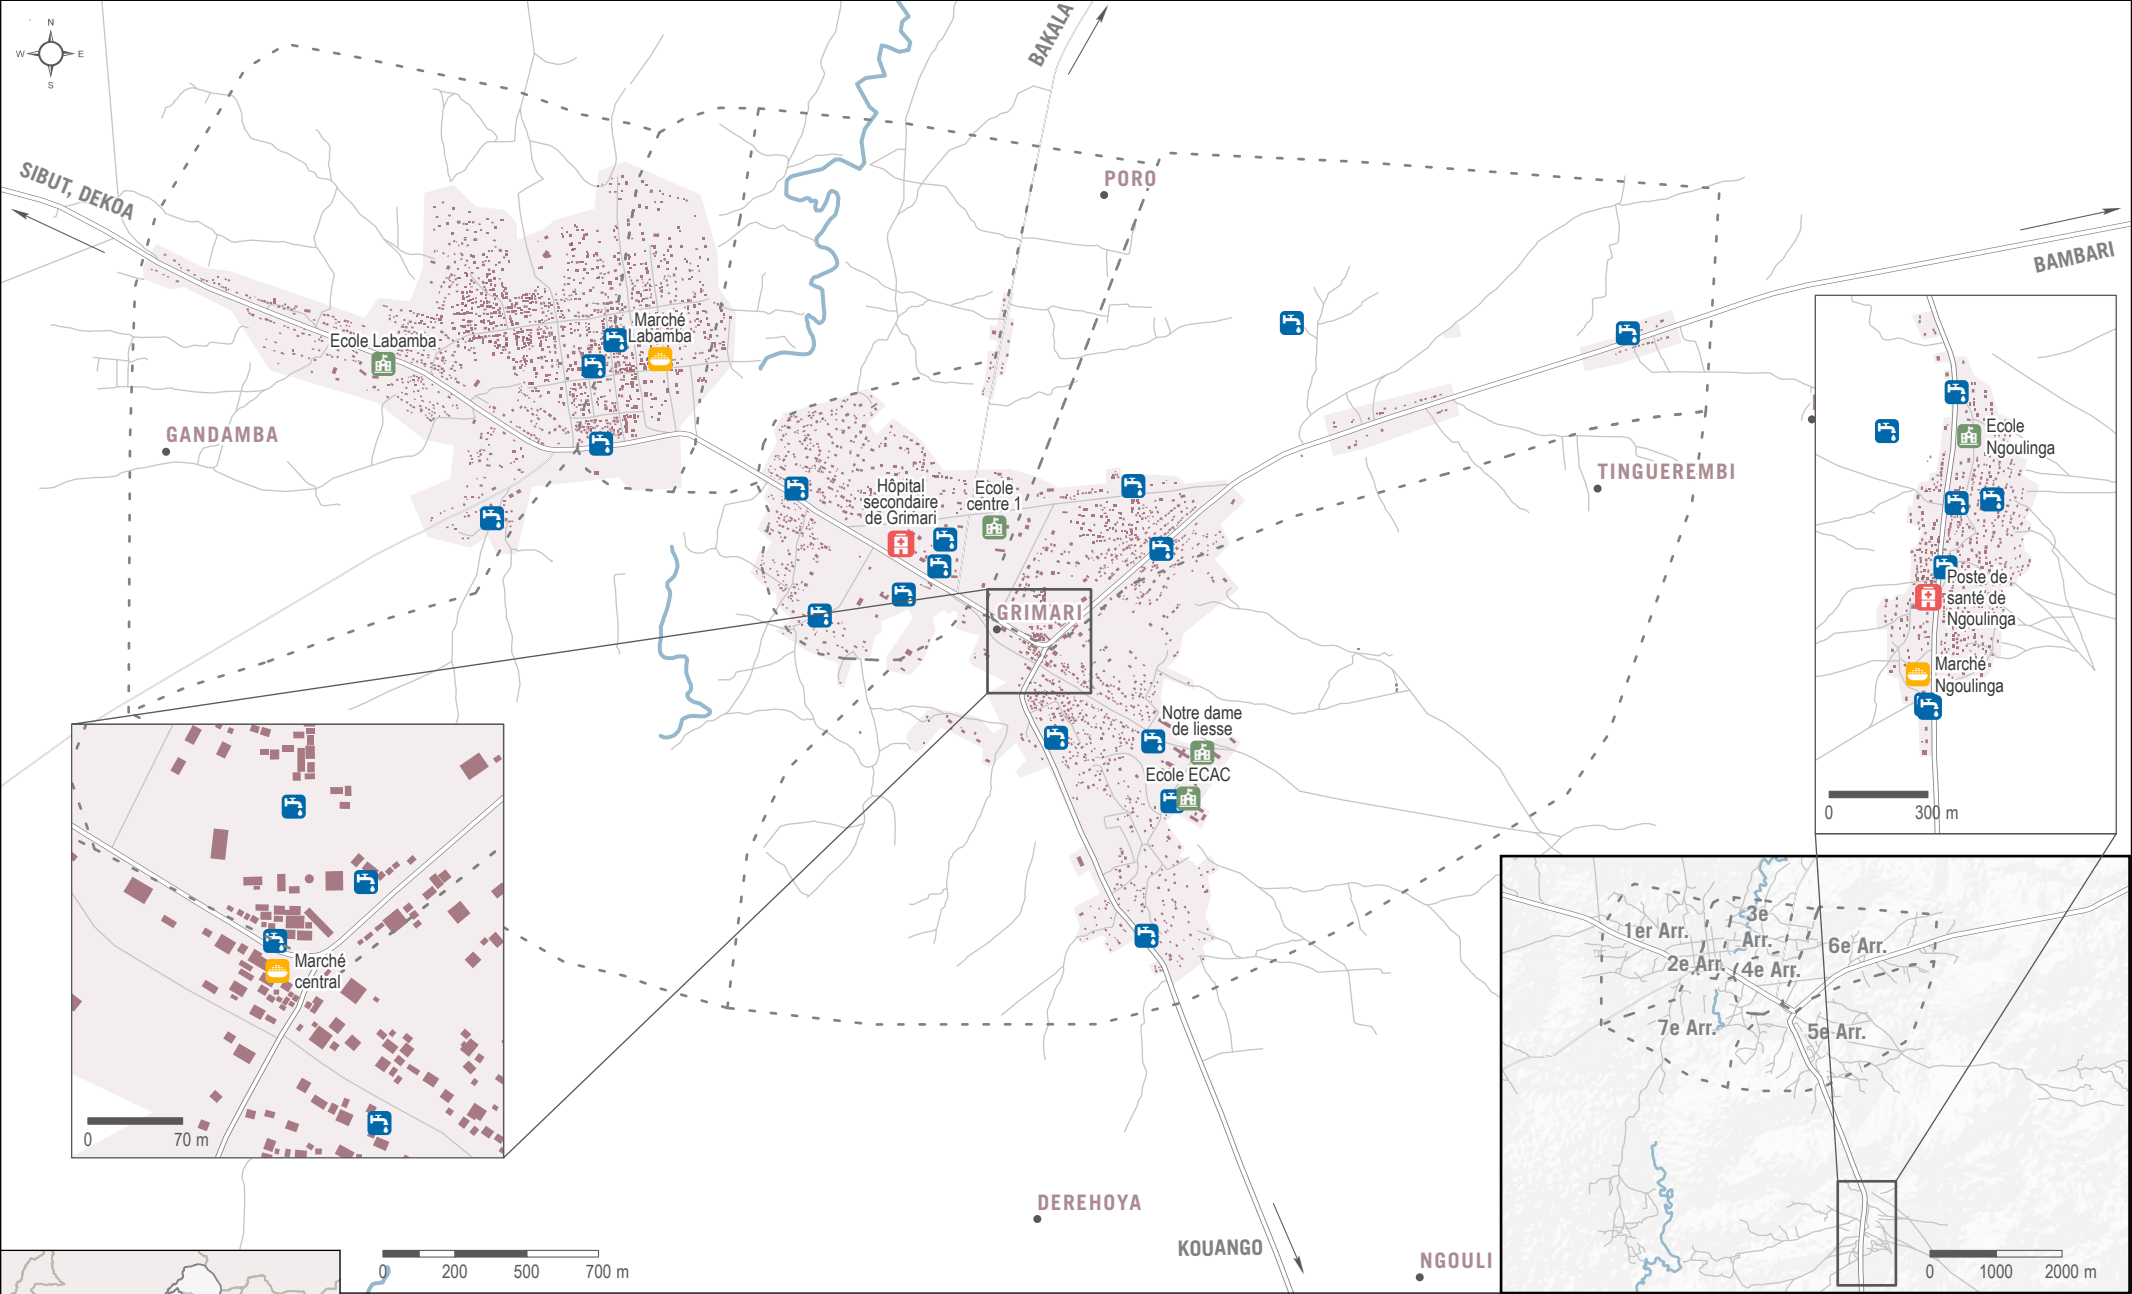 N
W
E
S
BAKALA
SIBUT, DEKOA
PORO
BAMBARI
Marché
Labamba
Ecole Labamba
GANDAMBA
TINGUEREMBI
Hôpital
secondaire
de Grimari
Ecole
centre 1
GRIMARI
Notre dame
de liesse
Ecole ECAC
Ecole
Ngoulinga
Poste de
santé de
Ngoulinga
Marché
Ngoulinga
0
300 m
Marché
central
0
70 m
1er Arr.
2e Arr.
3e
Arr.
4e Arr.
6e Arr.
7e Arr.
5e Arr.
0
1000
2000 m
DEREHOYA
KOUANGO
NGOULI
0
200
500
700 m